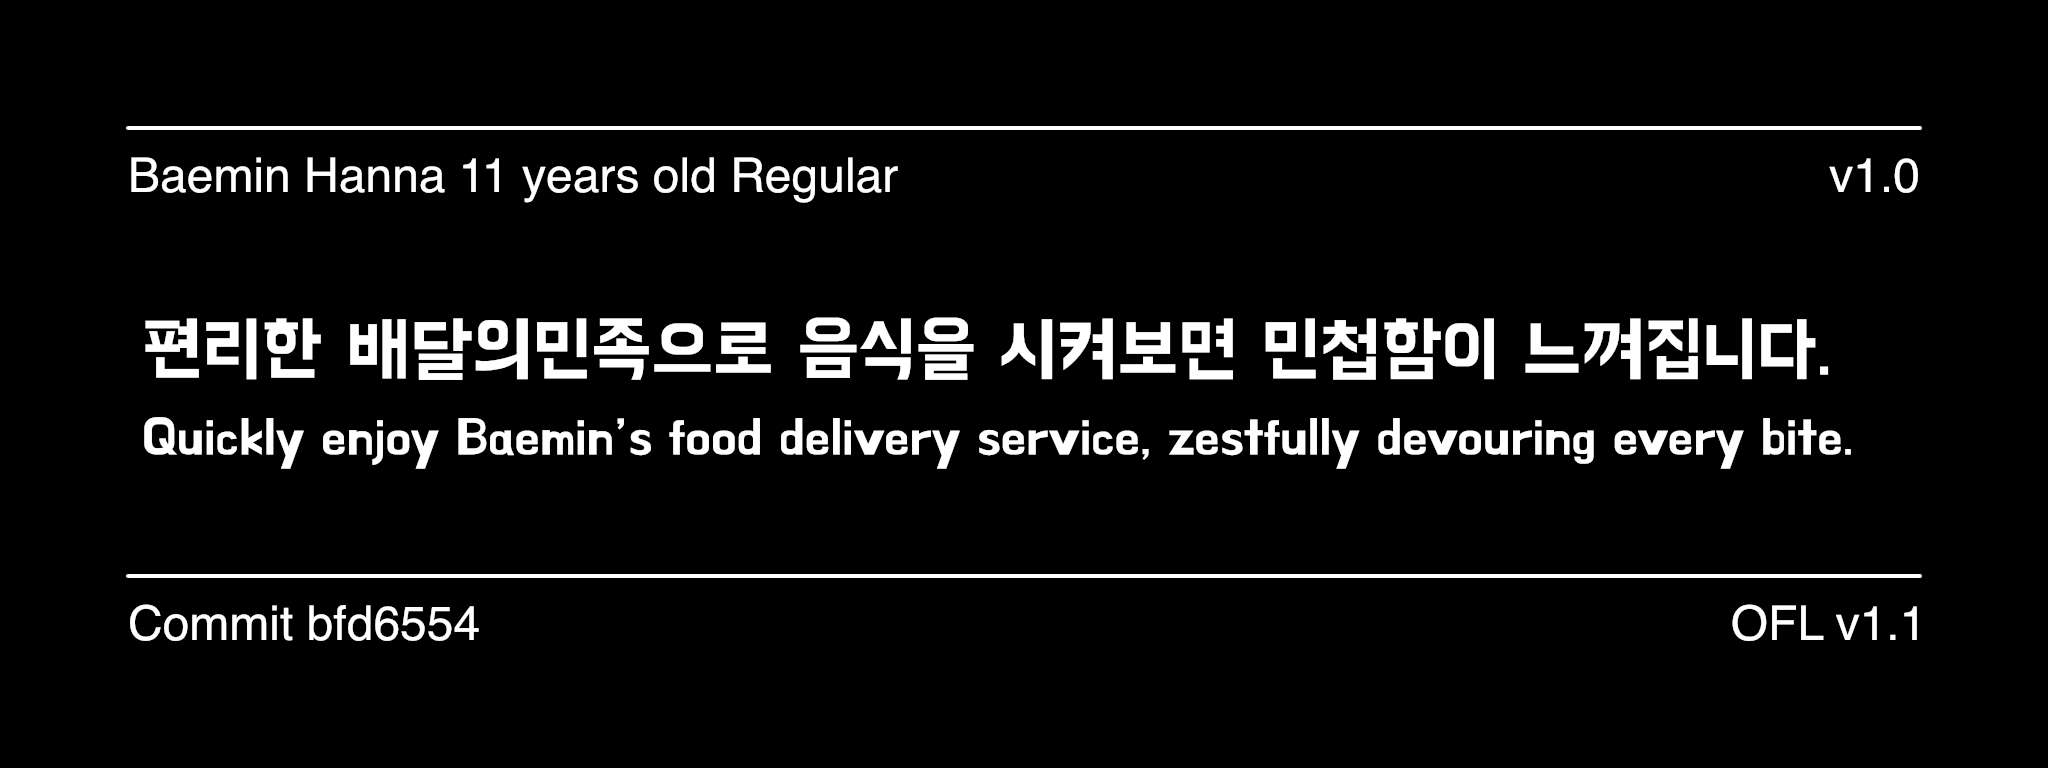 Baemin Hanna 11 years old Regular
v1.0
편리한 배달의민족으로 음식을 시켜보면 민첩함이 느껴집니다.
Quickly enjoy Baemin’s food delivery service, zestfully devouring every bite.
Commit bfd6554
OFL v1.1